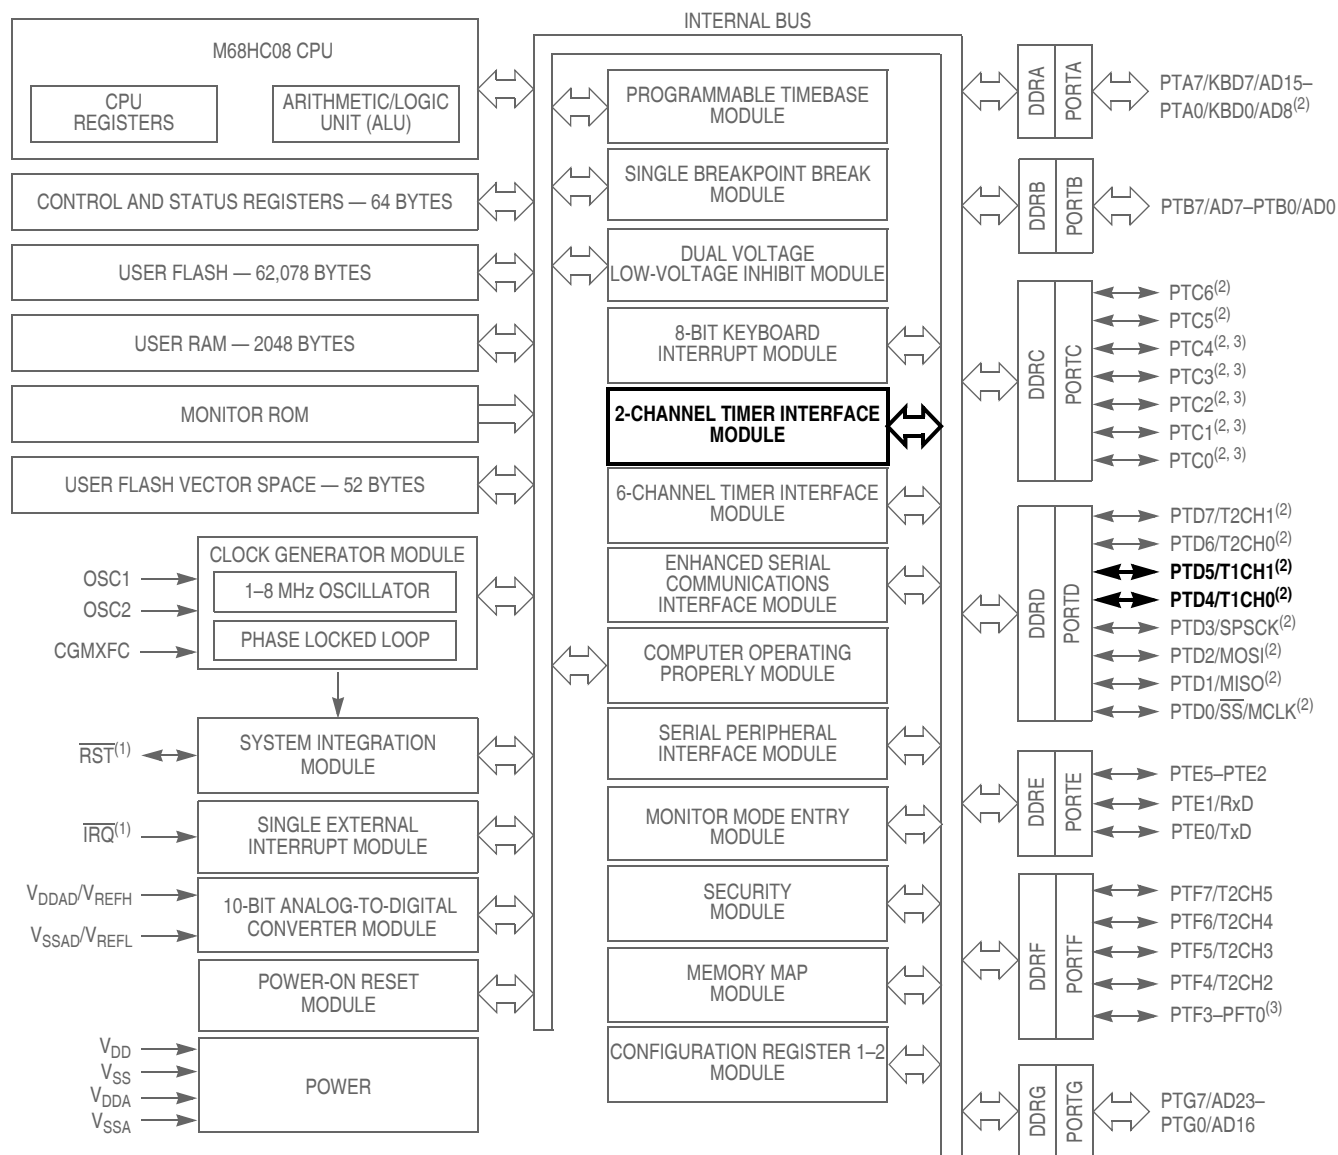 INTERNAL BUS
M68HC08 CPU
CPU
REGISTERS
ARITHMETIC/LOGIC
UNIT (ALU)
CONTROL AND STATUS REGISTERS — 64 BYTES
USER FLASH — 62,078 BYTES
USER RAM — 2048 BYTES
MONITOR ROM
USER FLASH VECTOR SPACE — 52 BYTES
CLOCK GENERATOR MODULE
1–8 MHz OSCILLATOR
PHASE LOCKED LOOP
OSC1
OSC2
CGMXFC
SYSTEM INTEGRATION
MODULE
RST(1)
SINGLE EXTERNAL
INTERRUPT MODULE
IRQ(1)
10-BIT ANALOG-TO-DIGITAL
CONVERTER MODULE
VDDAD/VREFH
VSSAD/VREFL
POWER-ON RESET
MODULE
POWER
VDD
VSS
VDDA
VSSA
PROGRAMMABLE TIMEBASE
MODULE
SINGLE BREAKPOINT BREAK
MODULE
DUAL VOLTAGE
LOW-VOLTAGE INHIBIT MODULE
8-BIT KEYBOARD
INTERRUPT MODULE
2-CHANNEL TIMER INTERFACE
MODULE
6-CHANNEL TIMER INTERFACE
MODULE
ENHANCED SERIAL
COMMUNICATIONS
INTERFACE MODULE
COMPUTER OPERATING
PROPERLY MODULE
SERIAL PERIPHERAL
INTERFACE MODULE
MONITOR MODE ENTRY
MODULE
SECURITY
MODULE
MEMORY MAP
MODULE
CONFIGURATION REGISTER 1–2
MODULE
DDRA
PORTA
PTA7/KBD7/AD15–
PTA0/KBD0/AD8(2)
DDRB
PORTB
PTB7/AD7–PTB0/AD0
DDRC
PORTC
PTC6(2)
PTC5(2)
PTC4(2, 3)
PTC3(2, 3)
PTC2(2, 3)
PTC1(2, 3)
PTC0(2, 3)
DDRD
PORTD
PTD7/T2CH1(2)
PTD6/T2CH0(2)
PTD5/T1CH1(2)
PTD4/T1CH0(2)
PTD3/SPSCK(2)
PTD2/MOSI(2)
PTD1/MISO(2)
PTD0/SS/MCLK(2)
DDRE
PORTE
PTE5–PTE2
PTE1/RxD
PTE0/TxD
DDRF
PORTF
PTF7/T2CH5
PTF6/T2CH4
PTF5/T2CH3
PTF4/T2CH2
PTF3–PFT0(3)
DDRG
PORTG
PTG7/AD23–
PTG0/AD16